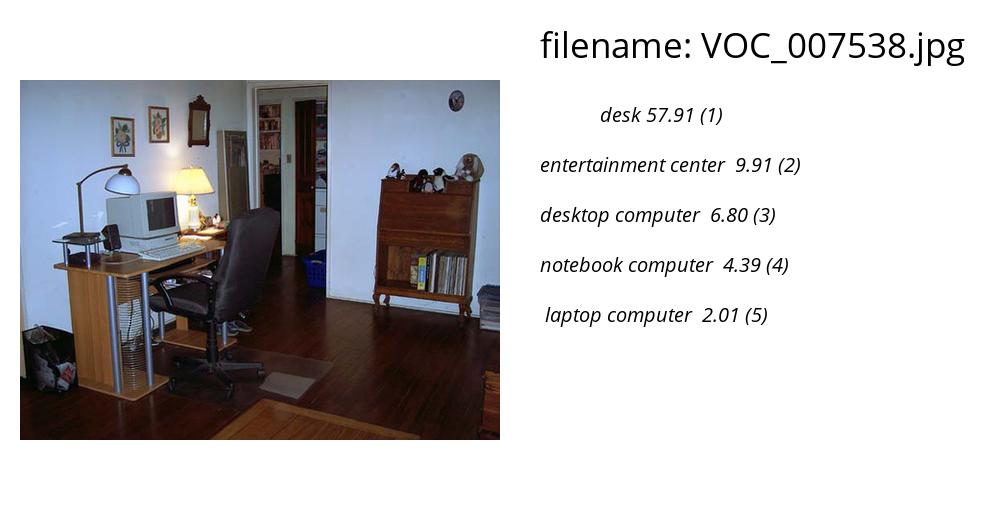 filename: VOC_007538.jpg
desk 57.91 (1)
entertainment center 9.91 (2)
desktop computer 6.80 (3)
notebook computer 4.39 (4)
laptop computer 2.01 (5)